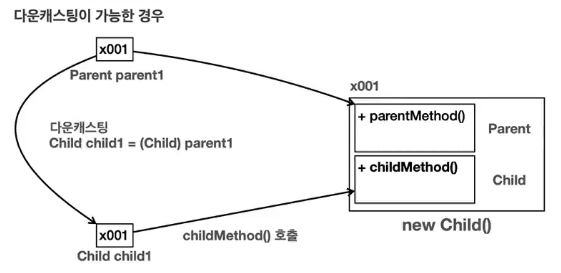 다운캐스팅이 가능한 경우
x001
Parent parent1
x001
다운캐스팅
Child child1 = (Child) parent1
+ parentMethod()
Parent
+ childMethod()
Child
new Child()
x001
childMethod() 호출
Child child1